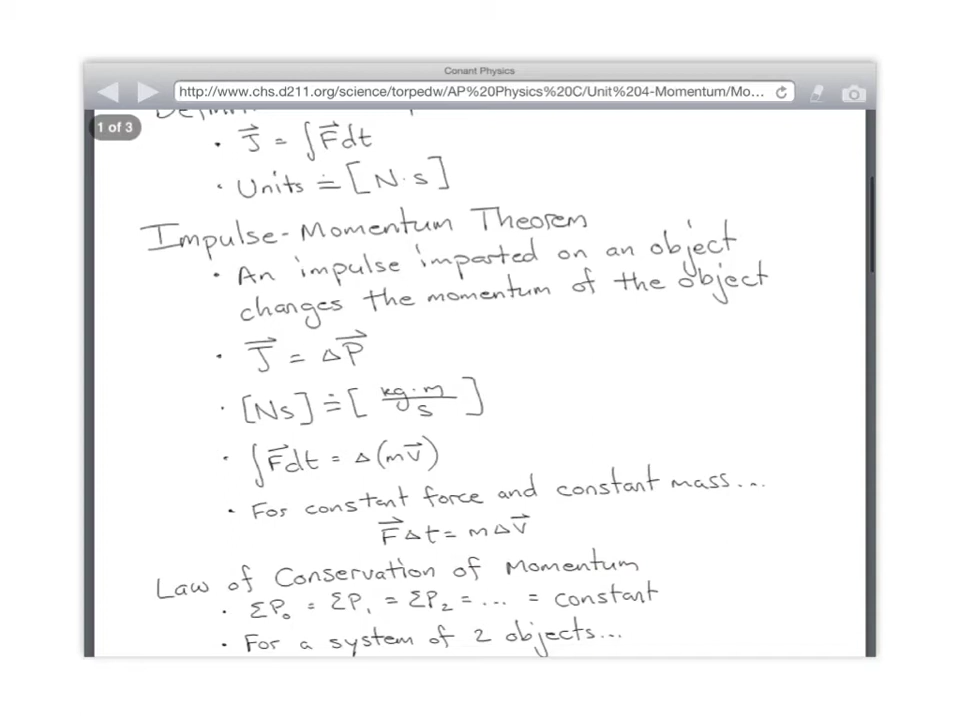 Conant Physics
http://www.chs.d211.org/science/torpedw/AP%20Physics%20C/Unit%204-Momentum/Mo...
1 of 3
• J⃗ = ∫F⃗dt
• Units ≐ [N·s]
Impulse-Momentum Theorem
• An impulse imparted on an object
changes the momentum of the object
• J⃗ = ΔP⃗
• [Ns] ≐ [kg·m/s]
• ∫F⃗dt = Δ(mv⃗)
• For constant force and constant mass...
F⃗Δt = mΔv⃗
Law of Conservation of Momentum
• ΣP₀ = ΣP₁ = ΣP₂ = ... = constant
• For a system of 2 objects...